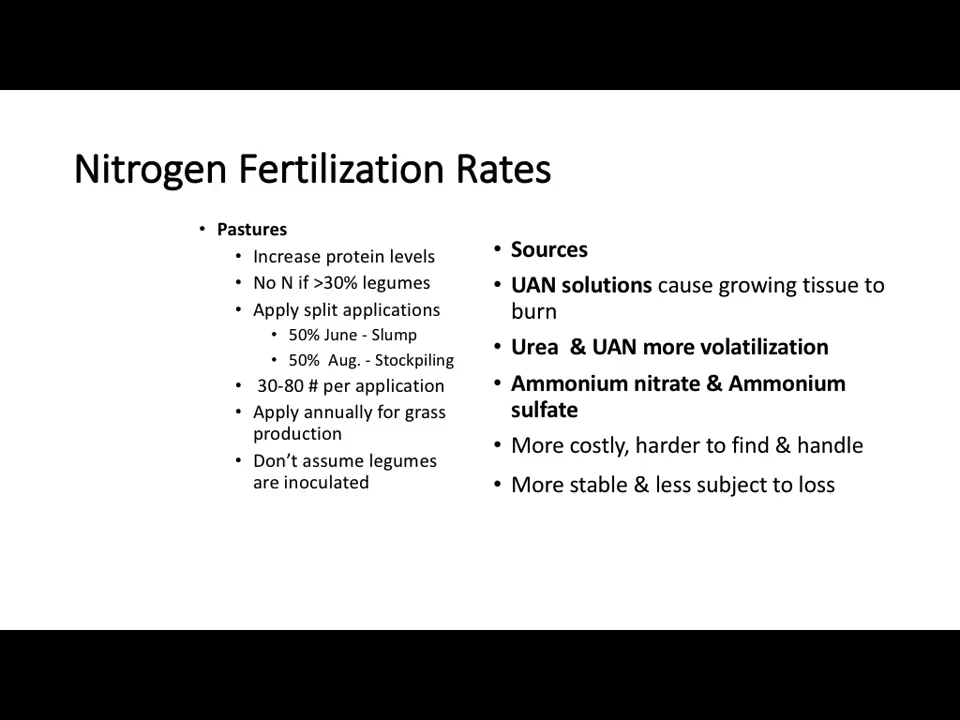 Nitrogen Fertilization Rates
• Pastures
• Increase protein levels
• No N if >30% legumes
• Apply split applications
• 50% June - Slump
• 50% Aug. - Stockpiling
• 30-80 # per application
• Apply annually for grass
production
• Don't assume legumes
are inoculated
• Sources
• UAN solutions cause growing tissue to
burn
• Urea & UAN more volatilization
• Ammonium nitrate & Ammonium
sulfate
• More costly, harder to find & handle
• More stable & less subject to loss